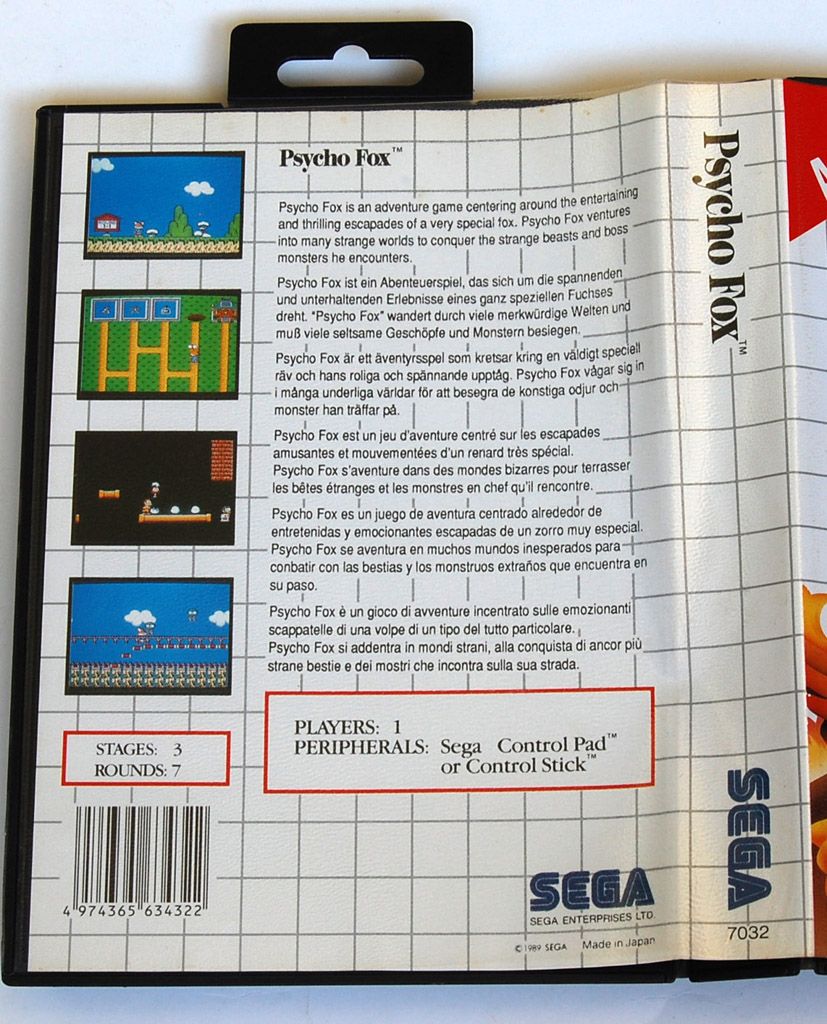 Psycho Fox™
Psycho Fox is an adventure game centering around the entertaining
and thrilling escapades of a very special fox. Psycho Fox ventures
into many strange worlds to conquer the strange beasts and boss
monsters he encounters.
Psycho Fox ist ein Abenteuerspiel, das sich um die spannenden
und unterhaltenden Erlebnisse eines ganz speziellen Fuchses
dreht. "Psycho Fox" wandert durch viele merkwürdige Welten und
muß viele seltsame Geschöpfe und Monstern besiegen.
Psycho Fox är ett äventyrsspel som kretsar kring en väldigt speciell
räv och hans roliga och spännande upptåg. Psycho Fox vågar sig in
i många underliga världar för att besegra de konstiga odjur och
monster han träffar på.
Psycho Fox est un jeu d'aventure centré sur les escapades
amusantes et mouvementées d'un renard très spécial.
Psycho Fox s'aventure dans des mondes bizarres pour terrasser
les bêtes étranges et les monstres en chef qu'il rencontre.
Psycho Fox es un juego de aventura centrado alrededor de
entretenidas y emocionantes escapadas de un zorro muy especial.
Psycho Fox se aventura en muchos mundos inesperados para
conbatir con las bestias y los monstruos extraños que encuentra en
su paso.
Psycho Fox è un gioco di avventure incentrato sulle emozionanti
scappatelle di una volpe di un tipo del tutto particolare.
Psycho Fox si addentra in mondi strani, alla conquista di ancor più
strane bestie e dei mostri che incontra sulla sua strada.
STAGES: 3
ROUNDS: 7
PLAYERS: 1
PERIPHERALS: Sega Control Pad™
or Control Stick™
4 974365 634322
SEGA
SEGA ENTERPRISES LTD.
© 1989 SEGA Made in Japan
Psycho Fox™
SEGA
7032